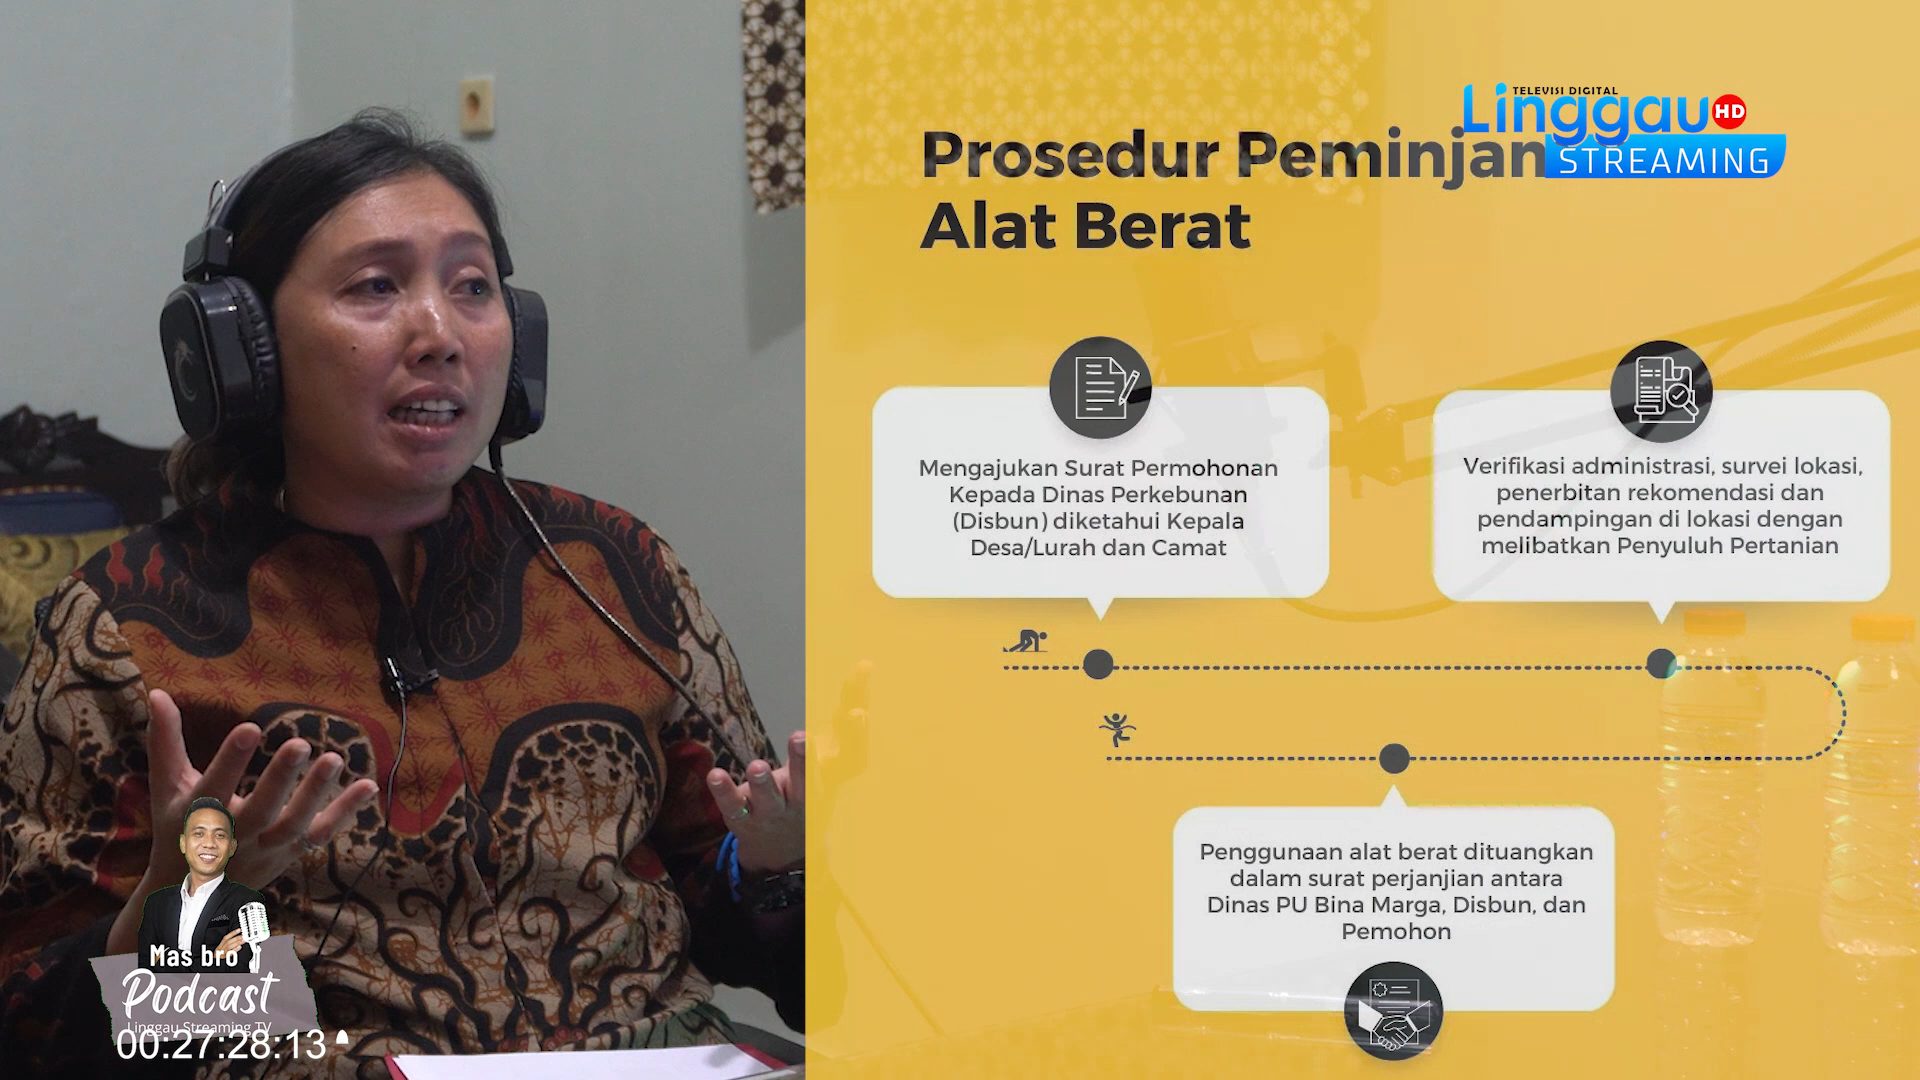 TELEVISI DIGITAL
Linggau HD
STREAMING
Prosedur Peminjan
Alat Berat
Mengajukan Surat Permohonan
Kepada Dinas Perkebunan
(Disbun) diketahui Kepala
Desa/Lurah dan Camat
Verifikasi administrasi, survei lokasi,
penerbitan rekomendasi dan
pendampingan di lokasi dengan
melibatkan Penyuluh Pertanian
Penggunaan alat berat dituangkan
dalam surat perjanjian antara
Dinas PU Bina Marga, Disbun, dan
Pemohon
Mas bro
Podcast
Linggau Streaming TV
00:27:28:13